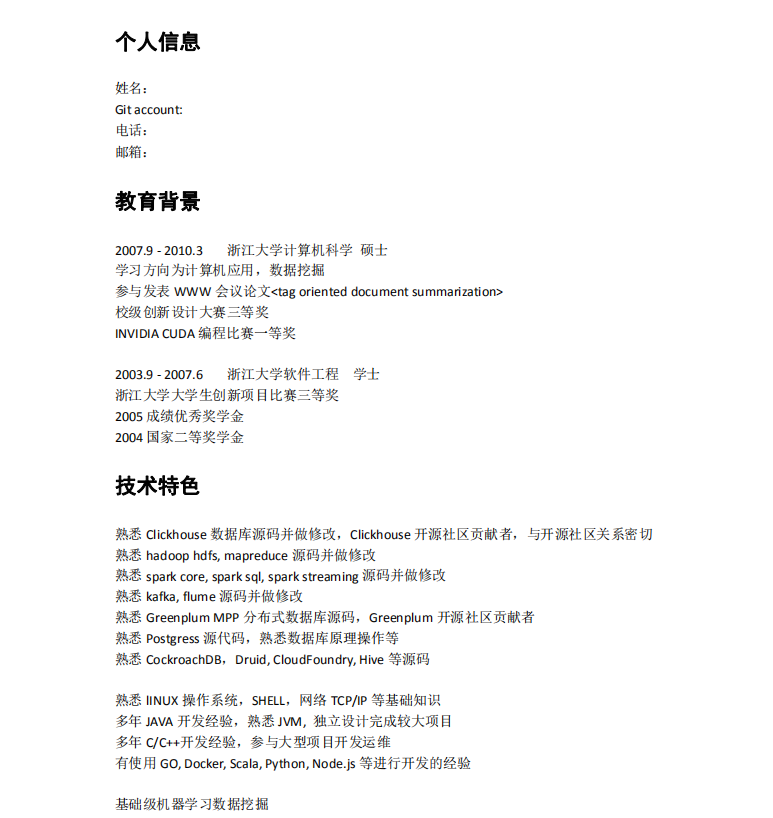 个人信息
姓名：
Git account:
电话：
邮箱：
教育背景
2007.9 - 2010.3 浙江大学计算机科学 硕士
学习方向为计算机应用，数据挖掘
参与发表 WWW 会议论文<tag oriented document summarization>
校级创新设计大赛三等奖
INVIDIA CUDA 编程比赛一等奖
2003.9 - 2007.6 浙江大学软件工程 学士
浙江大学大学生创新项目比赛三等奖
2005 成绩优秀奖学金
2004 国家二等奖学金
技术特色
熟悉 Clickhouse 数据库源码并做修改，Clickhouse 开源社区贡献者，与开源社区关系密切
熟悉 hadoop hdfs, mapreduce 源码并做修改
熟悉 spark core, spark sql, spark streaming 源码并做修改
熟悉 kafka, flume 源码并做修改
熟悉 Greenplum MPP 分布式数据库源码，Greenplum 开源社区贡献者
熟悉 Postgress 源代码，熟悉数据库原理操作等
熟悉 CockroachDB，Druid, CloudFoundry, Hive 等源码
熟悉 lINUX 操作系统，SHELL，网络 TCP/IP 等基础知识
多年 JAVA 开发经验，熟悉 JVM, 独立设计完成较大项目
多年 C/C++开发经验，参与大型项目开发运维
有使用 GO, Docker, Scala, Python, Node.js 等进行开发的经验
基础级机器学习数据挖掘